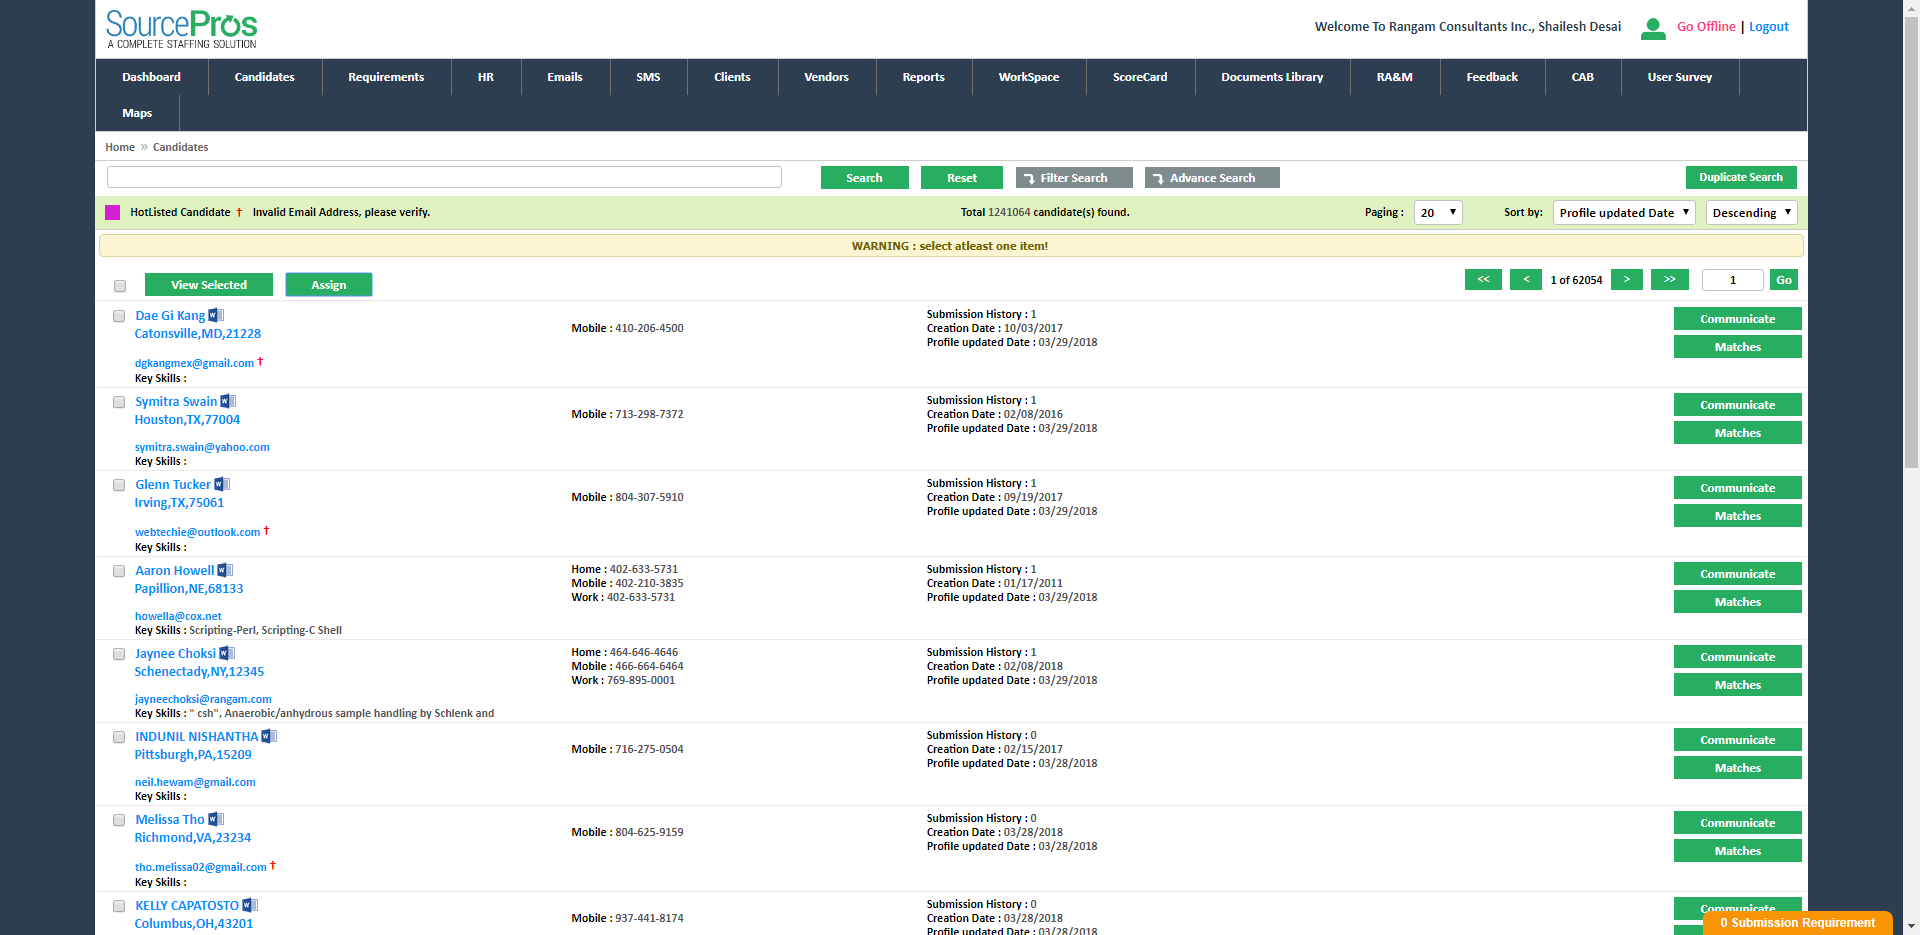 SourcePros
A COMPLETE STAFFING SOLUTION
Welcome To Rangam Consultants Inc., Shailesh Desai Go Offline | Logout
Dashboard Candidates Requirements HR Emails SMS Clients Vendors Reports WorkSpace ScoreCard Documents Library RA&M Feedback CAB User Survey
Maps
Home » Candidates
Search Reset Filter Search Advance Search Duplicate Search
HotListed Candidate † Invalid Email Address, please verify. Total 1241064 candidate(s) found. Paging : 20 Sort by: Profile updated Date Descending
WARNING : select atleast one item!
View Selected Assign << < 1 of 62054 > >> 1 Go
Dae Gi Kang
Catonsville,MD,21228
dgkangmex@gmail.com †
Key Skills :
Mobile : 410-206-4500
Submission History : 1
Creation Date : 10/03/2017
Profile updated Date : 03/29/2018
Communicate
Matches
Symitra Swain
Houston,TX,77004
symitra.swain@yahoo.com
Key Skills :
Mobile : 713-298-7372
Submission History : 1
Creation Date : 02/08/2016
Profile updated Date : 03/29/2018
Communicate
Matches
Glenn Tucker
Irving,TX,75061
webtechie@outlook.com †
Key Skills :
Mobile : 804-307-5910
Submission History : 1
Creation Date : 09/19/2017
Profile updated Date : 03/29/2018
Communicate
Matches
Aaron Howell
Papillion,NE,68133
howella@cox.net
Key Skills : Scripting-Perl, Scripting-C Shell
Home : 402-633-5731
Mobile : 402-210-3835
Work : 402-633-5731
Submission History : 1
Creation Date : 01/17/2011
Profile updated Date : 03/29/2018
Communicate
Matches
Jaynee Choksi
Schenectady,NY,12345
jayneechoksi@rangam.com
Key Skills : " csh", Anaerobic/anhydrous sample handling by Schlenk and
Home : 464-646-4646
Mobile : 466-664-6464
Work : 769-895-0001
Submission History : 1
Creation Date : 02/08/2018
Profile updated Date : 03/29/2018
Communicate
Matches
INDUNIL NISHANTHA
Pittsburgh,PA,15209
neil.hewam@gmail.com
Key Skills :
Mobile : 716-275-0504
Submission History : 0
Creation Date : 02/15/2017
Profile updated Date : 03/28/2018
Communicate
Matches
Melissa Tho
Richmond,VA,23234
tho.melissa02@gmail.com †
Key Skills :
Mobile : 804-625-9159
Submission History : 0
Creation Date : 03/28/2018
Profile updated Date : 03/28/2018
Communicate
Matches
KELLY CAPATOSTO
Columbus,OH,43201
Mobile : 937-441-8174
Submission History : 0
Creation Date : 03/28/2018
Profile updated Date : 03/28/2018
Communicate
0 Submission Requirement